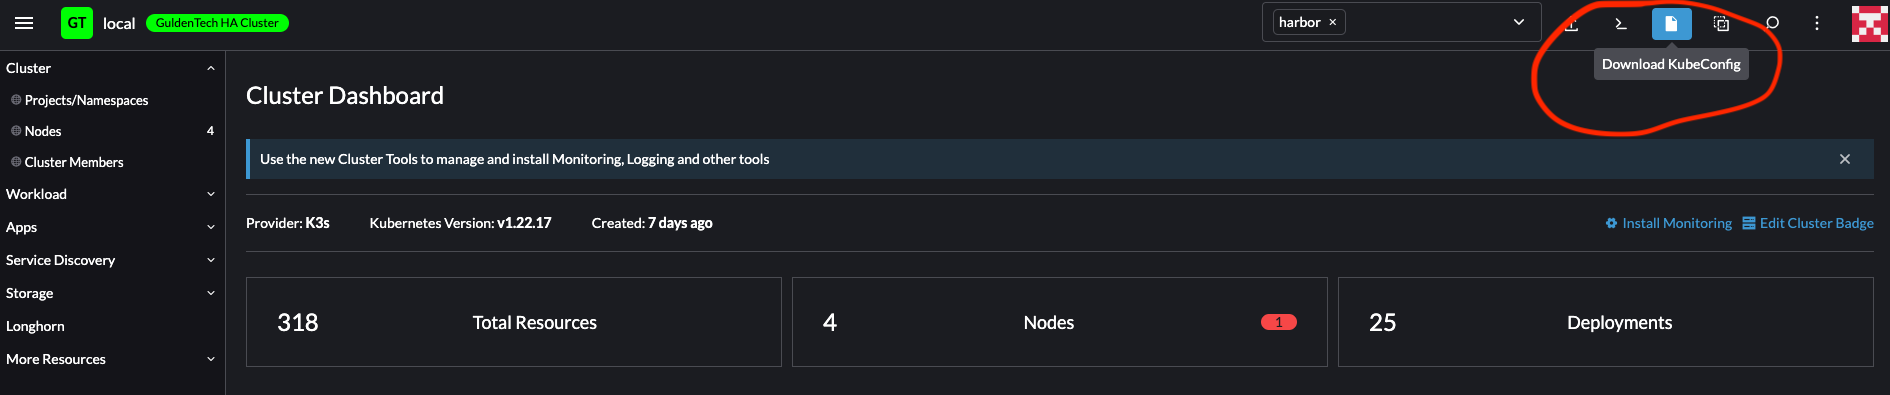 GT local GuldenTech HA Cluster harbor ×
Download KubeConfig
Cluster
Projects/Namespaces
Nodes 4
Cluster Members
Workload
Apps
Service Discovery
Storage
Longhorn
More Resources
Cluster Dashboard
Use the new Cluster Tools to manage and install Monitoring, Logging and other tools
Provider: K3s Kubernetes Version: v1.22.17 Created: 7 days ago Install Monitoring Edit Cluster Badge
318 Total Resources 4 Nodes 1 25 Deployments